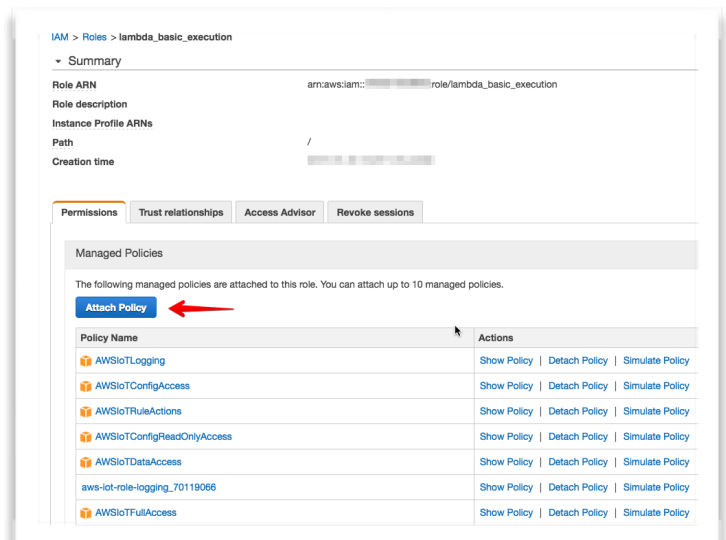 IAM > Roles > lambda_basic_execution
Summary
Role ARN arn:aws:iam:: role/lambda_basic_execution
Role description
Instance Profile ARNs
Path /
Creation time
Permissions Trust relationships Access Advisor Revoke sessions
Managed Policies
The following managed policies are attached to this role. You can attach up to 10 managed policies.
Attach Policy
Policy Name Actions
AWSIoTLogging Show Policy | Detach Policy | Simulate Policy
AWSIoTConfigAccess Show Policy | Detach Policy | Simulate Policy
AWSIoTRuleActions Show Policy | Detach Policy | Simulate Policy
AWSIoTConfigReadOnlyAccess Show Policy | Detach Policy | Simulate Policy
AWSIoTDataAccess Show Policy | Detach Policy | Simulate Policy
aws-iot-role-logging_70119066 Show Policy | Detach Policy | Simulate Policy
AWSIoTFullAccess Show Policy | Detach Policy | Simulate Policy